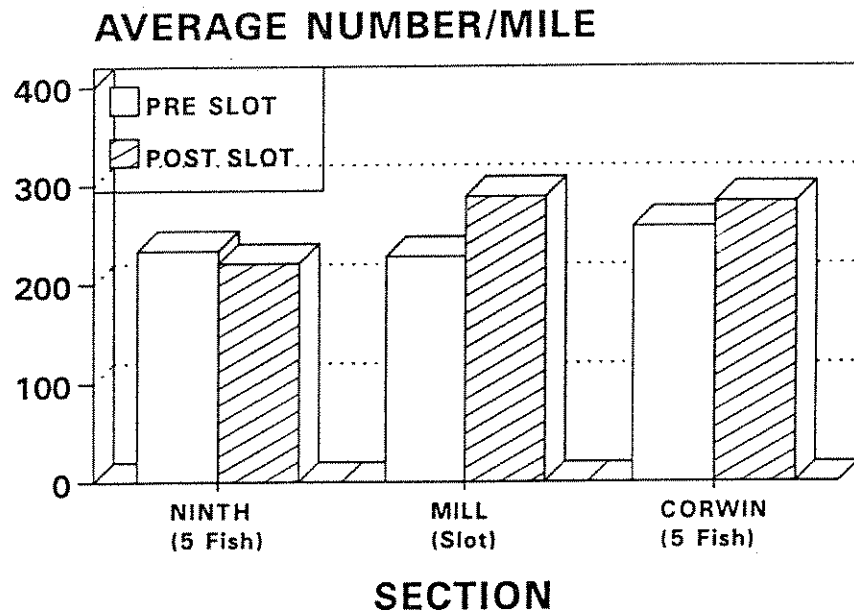 AVERAGE NUMBER/MILE
400
PRE SLOT
POST SLOT
300
200
100
0
NINTH
(5 Fish)
MILL
(Slot)
CORWIN
(5 Fish)
SECTION